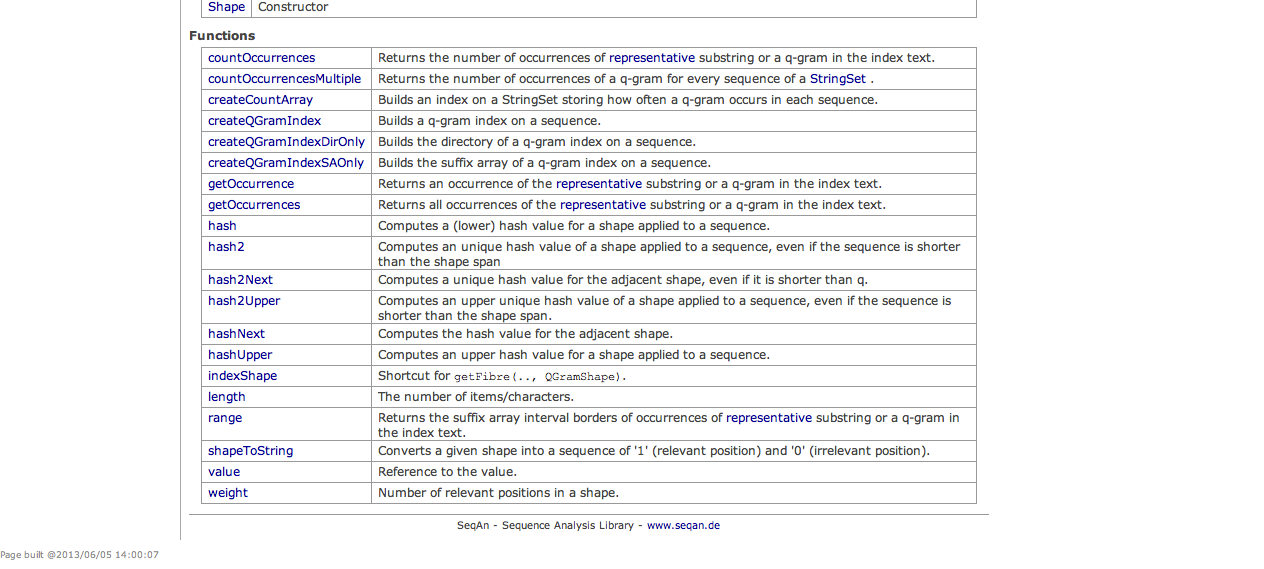 Shape Constructor
Functions
countOccurrences Returns the number of occurrences of representative substring or a q-gram in the index text.
countOccurrencesMultiple Returns the number of occurrences of a q-gram for every sequence of a StringSet .
createCountArray Builds an index on a StringSet storing how often a q-gram occurs in each sequence.
createQGramIndex Builds a q-gram index on a sequence.
createQGramIndexDirOnly Builds the directory of a q-gram index on a sequence.
createQGramIndexSAOnly Builds the suffix array of a q-gram index on a sequence.
getOccurrence Returns an occurrence of the representative substring or a q-gram in the index text.
getOccurrences Returns all occurrences of the representative substring or a q-gram in the index text.
hash Computes a (lower) hash value for a shape applied to a sequence.
hash2 Computes an unique hash value of a shape applied to a sequence, even if the sequence is shorter
than the shape span
hash2Next Computes a unique hash value for the adjacent shape, even if it is shorter than q.
hash2Upper Computes an upper unique hash value of a shape applied to a sequence, even if the sequence is
shorter than the shape span.
hashNext Computes the hash value for the adjacent shape.
hashUpper Computes an upper hash value for a shape applied to a sequence.
indexShape Shortcut for getFibre(.., QGramShape).
length The number of items/characters.
range Returns the suffix array interval borders of occurrences of representative substring or a q-gram in
the index text.
shapeToString Converts a given shape into a sequence of '1' (relevant position) and '0' (irrelevant position).
value Reference to the value.
weight Number of relevant positions in a shape.
SeqAn - Sequence Analysis Library - www.seqan.de
Page built @2013/06/05 14:00:07